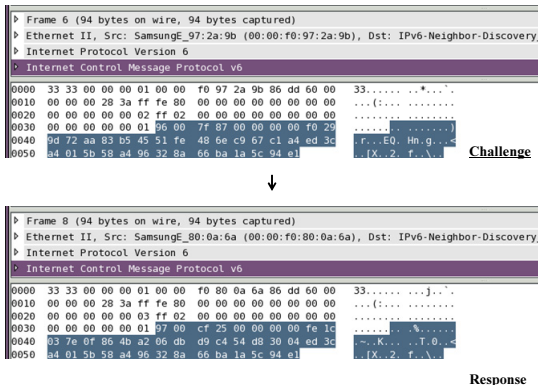 Frame 6 (94 bytes on wire, 94 bytes captured)
Ethernet II, Src: SamsungE_97:2a:9b (00:00:f0:97:2a:9b), Dst: IPv6-Neighbor-Discovery_
Internet Protocol Version 6
Internet Control Message Protocol v6
0000 33 33 00 00 00 01 00 00 f0 97 2a 9b 86 dd 60 00 33...... ..*...`.
0010 00 00 00 28 3a ff fe 80 00 00 00 00 00 00 00 00 ...(:... ........
0020 00 00 00 00 00 02 ff 02 00 00 00 00 00 00 00 00 ........ ........
0030 00 00 00 00 00 01 96 00 7f 87 00 00 00 00 f0 29 ........ .......)
0040 9d 72 aa 83 b5 45 51 fe 48 6e c9 67 c1 a4 ed 3c .r...EQ. Hn.g...<
0050 a4 01 5b 58 a4 96 32 8a 66 ba 1a 5c 94 e1 ..[X..2. f..\..
Challenge
Frame 8 (94 bytes on wire, 94 bytes captured)
Ethernet II, Src: SamsungE_80:0a:6a (00:00:f0:80:0a:6a), Dst: IPv6-Neighbor-Discovery_
Internet Protocol Version 6
Internet Control Message Protocol v6
0000 33 33 00 00 00 01 00 00 f0 80 0a 6a 86 dd 60 00 33...... ...j..`.
0010 00 00 00 28 3a ff fe 80 00 00 00 00 00 00 00 00 ...(:... ........
0020 00 00 00 00 00 03 ff 02 00 00 00 00 00 00 00 00 ........ ........
0030 00 00 00 00 00 01 97 00 cf 25 00 00 00 00 fe 1c ........ .%......
0040 03 7e 0f 86 4b a2 06 db d9 c4 54 d8 30 04 ed 3c .~..K... ..T.0..<
0050 a4 01 5b 58 a4 96 32 8a 66 ba 1a 5c 94 e1 ..[X..2. f..\..
Response